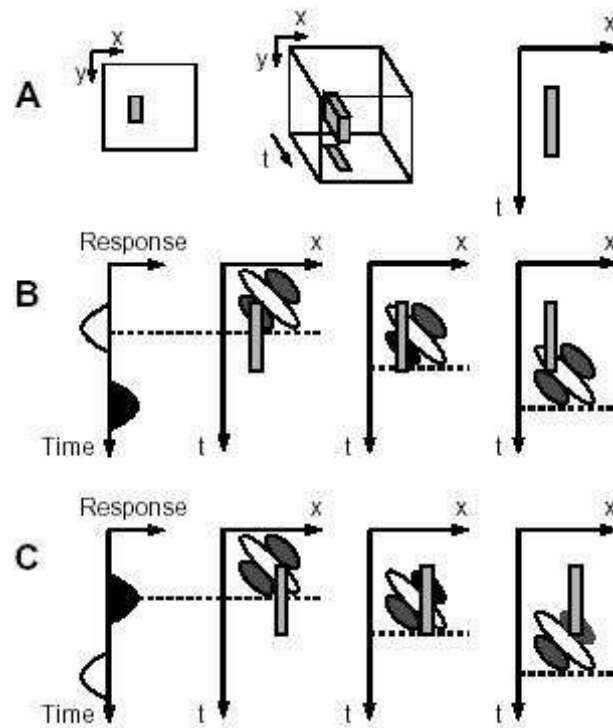 x x x
y y
A
t
t
Response x x x
B
Time t t t
Response x x x
C
Time t t t